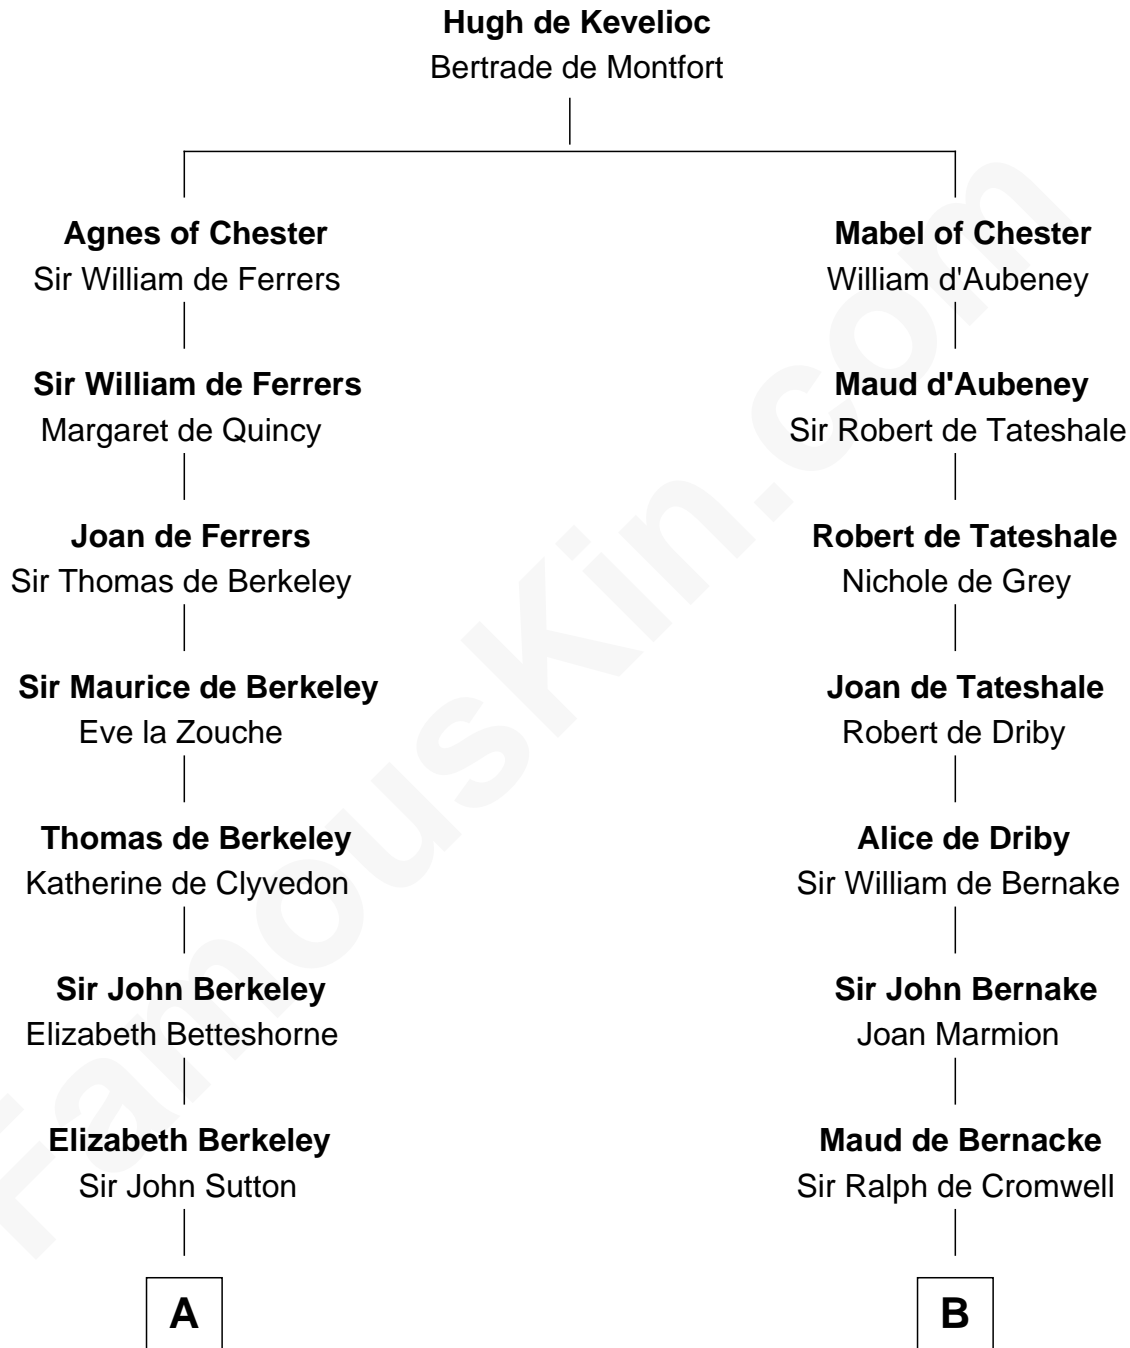 Hugh de Kevelioc
Bertrade de Montfort
Agnes of Chester
Sir William de Ferrers
Mabel of Chester
William d'Aubeney
Sir William de Ferrers
Margaret de Quincy
Maud d'Aubeney
Sir Robert de Tateshale
Joan de Ferrers
Sir Thomas de Berkeley
Robert de Tateshale
Nichole de Grey
Sir Maurice de Berkeley
Eve la Zouche
Joan de Tateshale
Robert de Driby
Thomas de Berkeley
Katherine de Clyvedon
Alice de Driby
Sir William de Bernake
Sir John Berkeley
Elizabeth Betteshorne
Sir John Bernake
Joan Marmion
Elizabeth Berkeley
Sir John Sutton
Maud de Bernacke
Sir Ralph de Cromwell
A
B
FamousKin.com